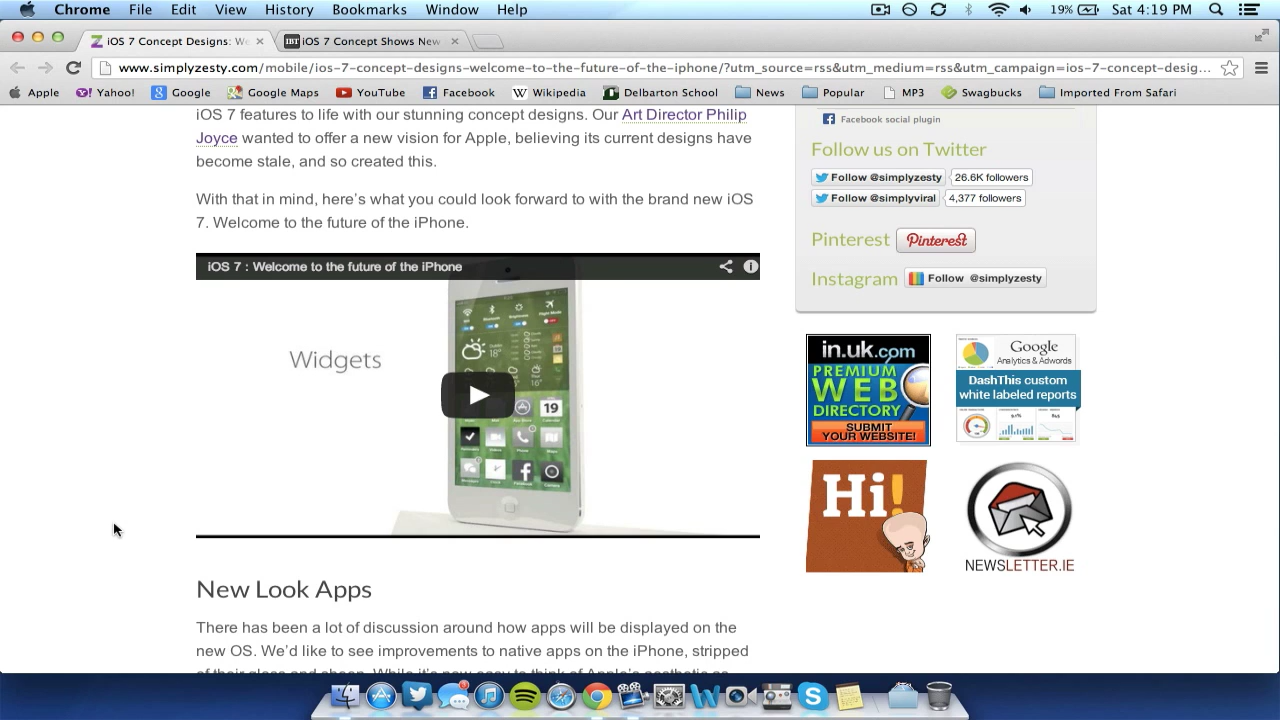 Chrome File Edit View History Bookmarks Window Help 19% Sat 4:19 PM
iOS 7 Concept Designs: We
IBT iOS 7 Concept Shows New
www.simplyzesty.com/mobile/ios-7-concept-designs-welcome-to-the-future-of-the-iphone/?utm_source=rss&utm_medium=rss&utm_campaign=ios-7-concept-desig...
Apple Yahoo! Google Google Maps YouTube Facebook Wikipedia Delbarton School News Popular MP3 Swagbucks Imported From Safari
iOS 7 features to life with our stunning concept designs. Our Art Director Philip
Joyce wanted to offer a new vision for Apple, believing its current designs have
become stale, and so created this.
With that in mind, here's what you could look forward to with the brand new iOS
7. Welcome to the future of the iPhone.
iOS 7 : Welcome to the future of the iPhone
Widgets
18°
16°
19
New Look Apps
There has been a lot of discussion around how apps will be displayed on the
new OS. We'd like to see improvements to native apps on the iPhone, stripped
Facebook social plugin
Follow us on Twitter
Follow @simplyzesty 26.6K followers
Follow @simplyviral 4,377 followers
Pinterest Pinterest
Instagram Follow @simplyzesty
in.uk.com
PREMIUM
WEB
DIRECTORY
SUBMIT
YOUR WEBSITE!
Google
Analytics & Adwords
DashThis custom
white labeled reports
Hi!
NEWSLETTER.IE